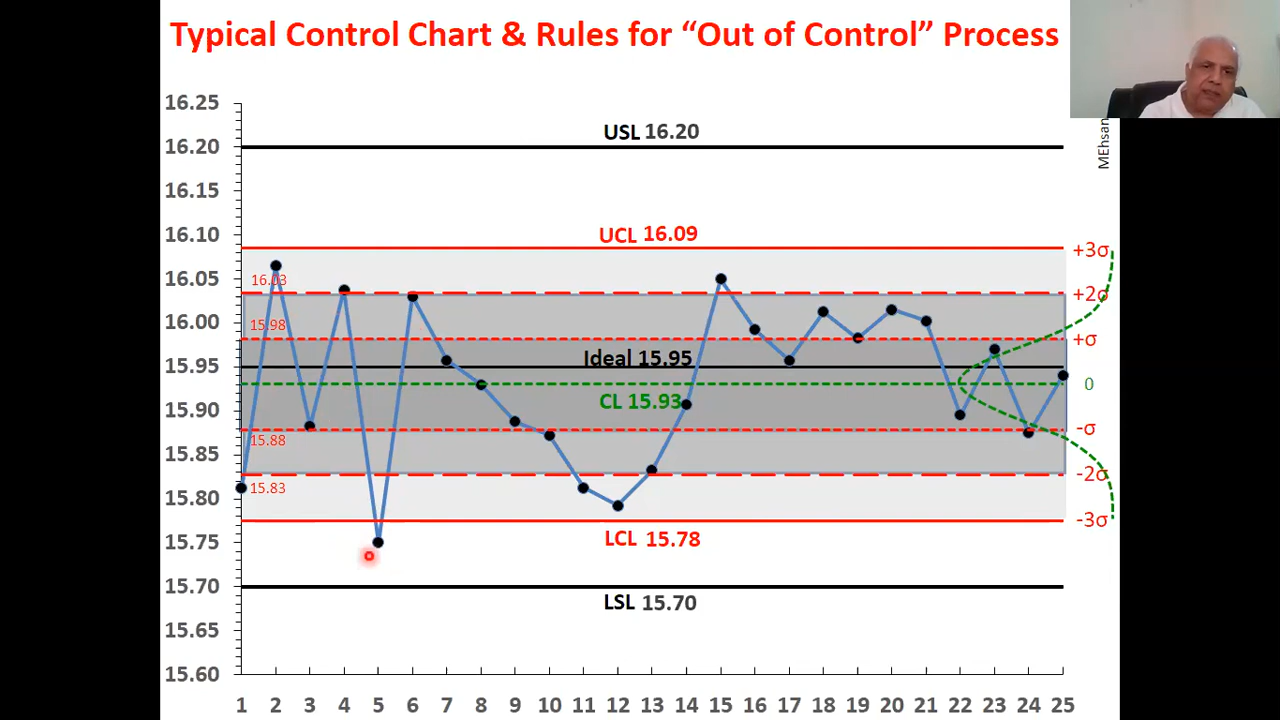 Typical Control Chart & Rules for “Out of Control” Process
MEhsan
16.25
USL 16.20
16.20
16.15
16.10
UCL 16.09
+3σ
16.05
16.03
+2σ
16.00
15.98
+σ
Ideal 15.95
15.95
0
CL 15.93
15.90
-σ
15.88
15.85
-2σ
15.83
15.80
-3σ
LCL 15.78
15.75
15.70
LSL 15.70
15.65
15.60
1 2 3 4 5 6 7 8 9 10 11 12 13 14 15 16 17 18 19 20 21 22 23 24 25